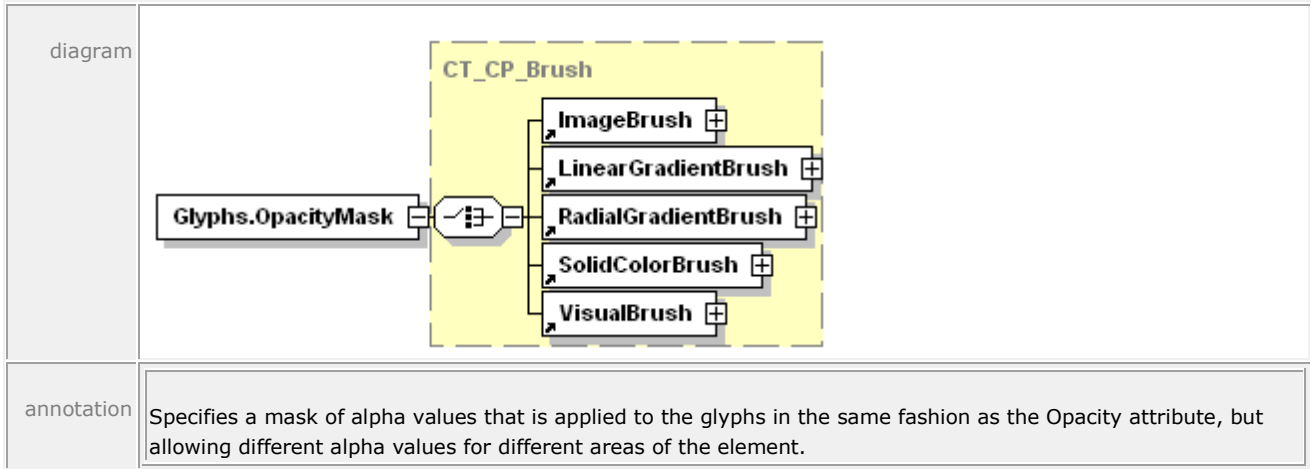 diagram
CT_CP_Brush
ImageBrush
LinearGradientBrush
Glyphs.OpacityMask
RadialGradientBrush
SolidColorBrush
VisualBrush
annotation
Specifies a mask of alpha values that is applied to the glyphs in the same fashion as the Opacity attribute, but
allowing different alpha values for different areas of the element.